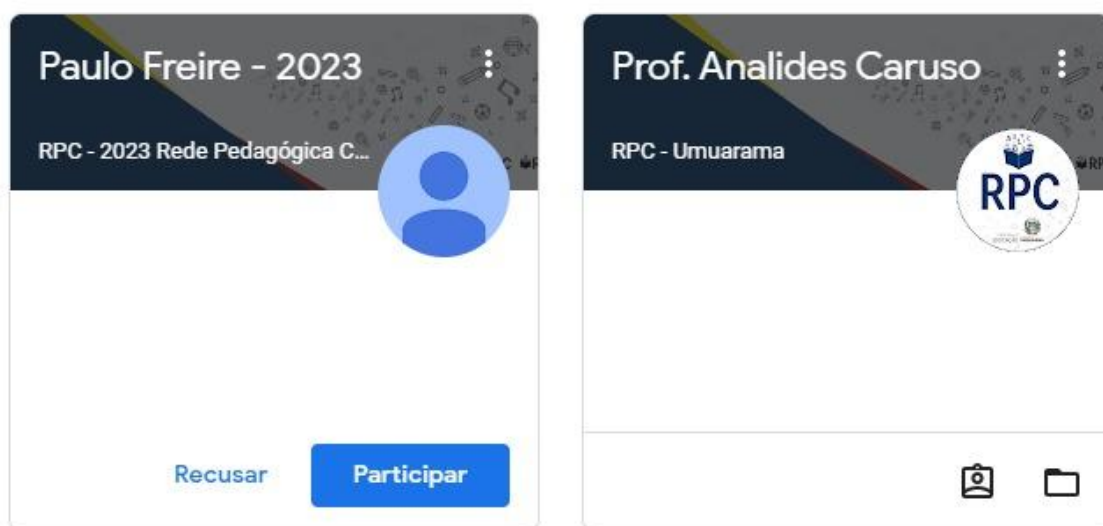 Paulo Freire - 2023
RPC - 2023 Rede Pedagógica C...
Recusar
Participar
Prof. Analides Caruso
RPC - Umuarama
RPC